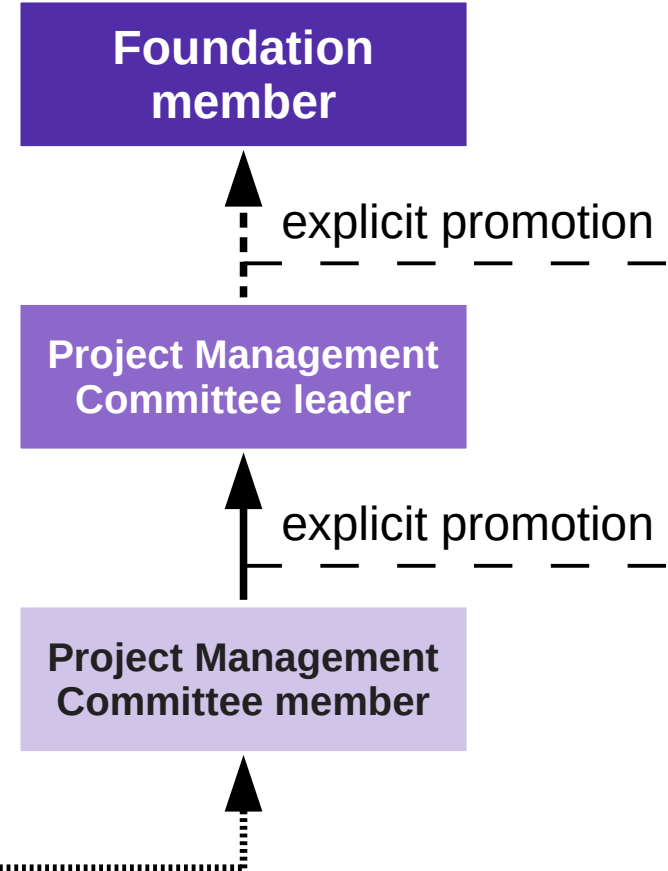 Foundation
member
explicit promotion
Project Management
Committee leader
explicit promotion
Project Management
Committee member